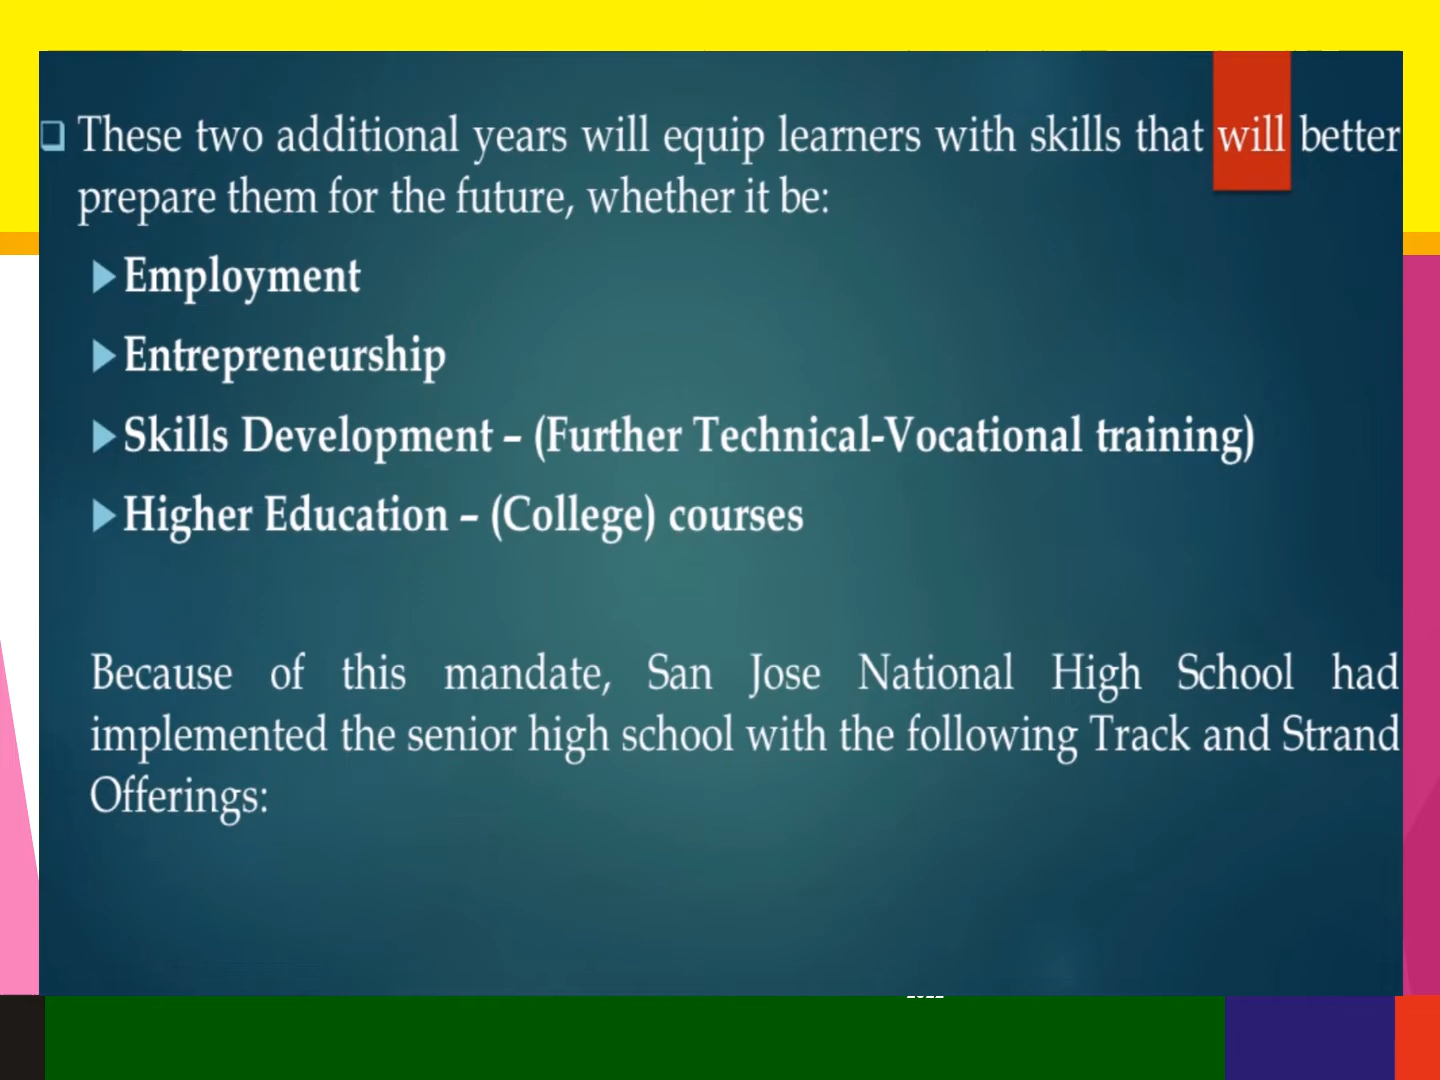 These two additional years will equip learners with skills that will better
prepare them for the future, whether it be:
Employment
Entrepreneurship
Skills Development – (Further Technical-Vocational training)
Higher Education – (College) courses
Because of this mandate, San Jose National High School had
implemented the senior high school with the following Track and Strand
Offerings: